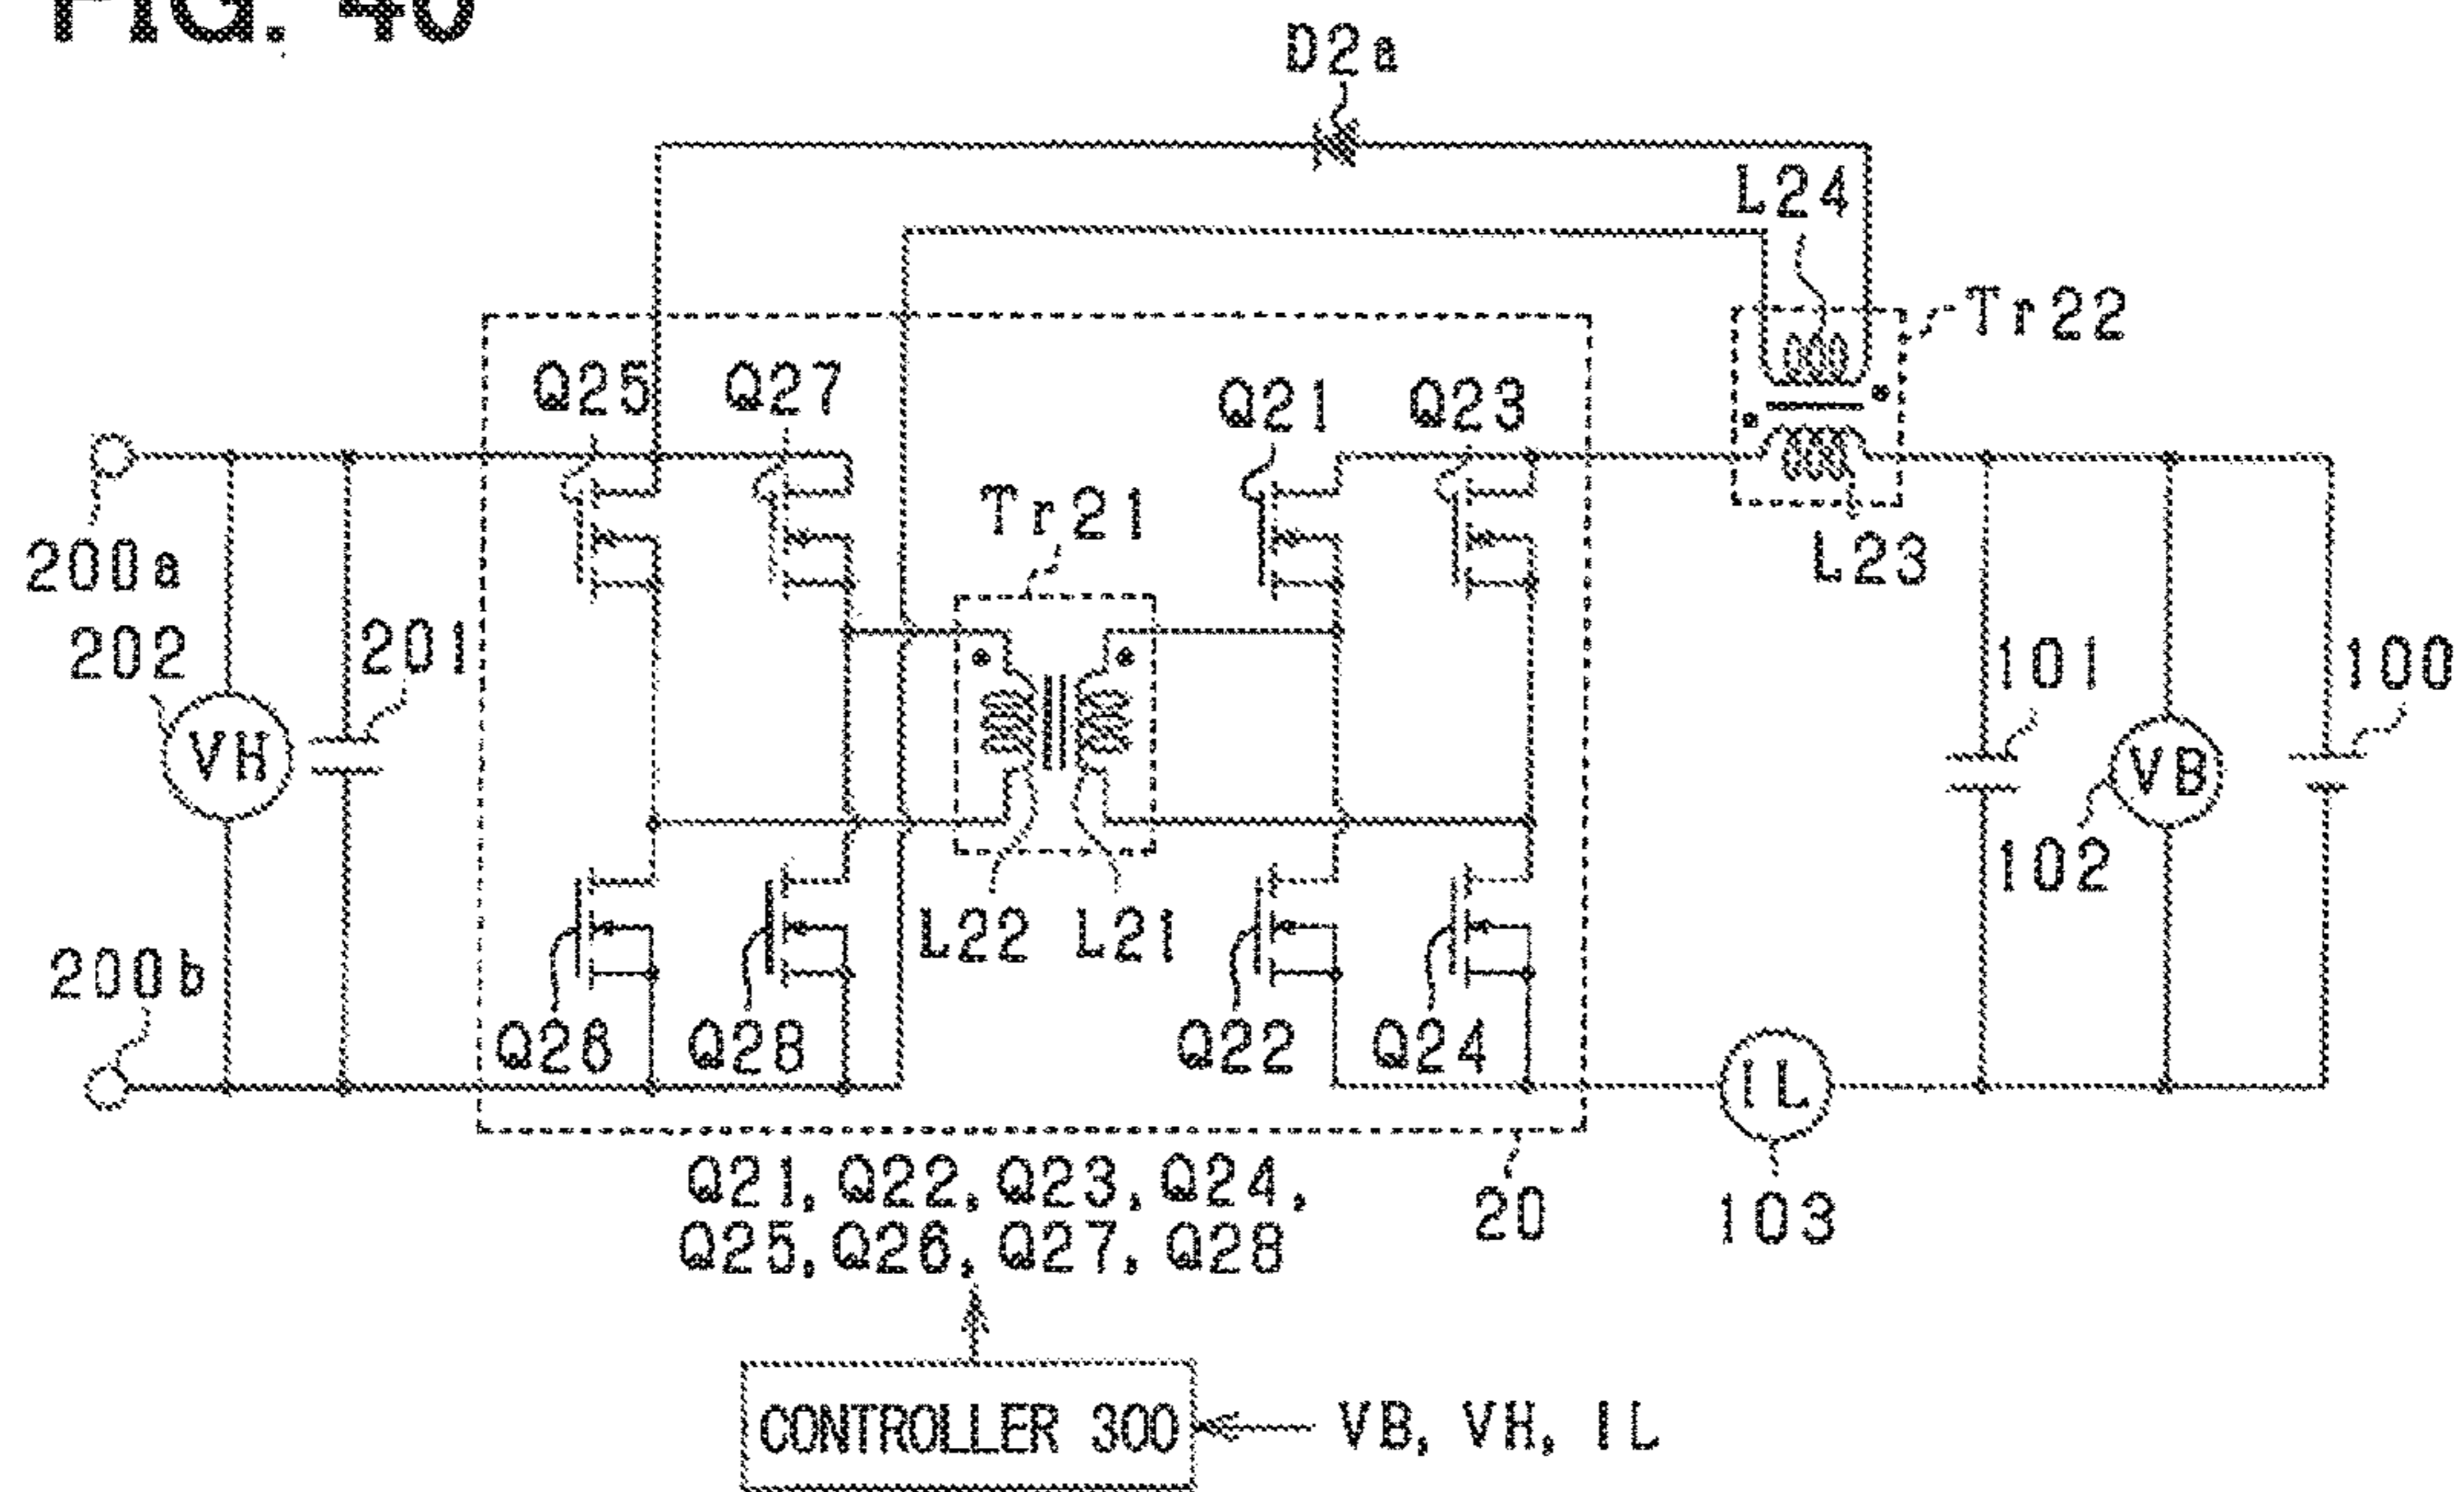 FIG. 40
D2a
L24
Tr22
Q25
Q27
Q21
Q23
Tr21
L23
200a
202
201
101
100
VH
VB
102
L22
L21
200b
Q26
Q28
Q22
Q24
IL
Q21, Q22, Q23, Q24,
Q25, Q26, Q27, Q28
20
103
CONTROLLER 300
VB, VH, IL